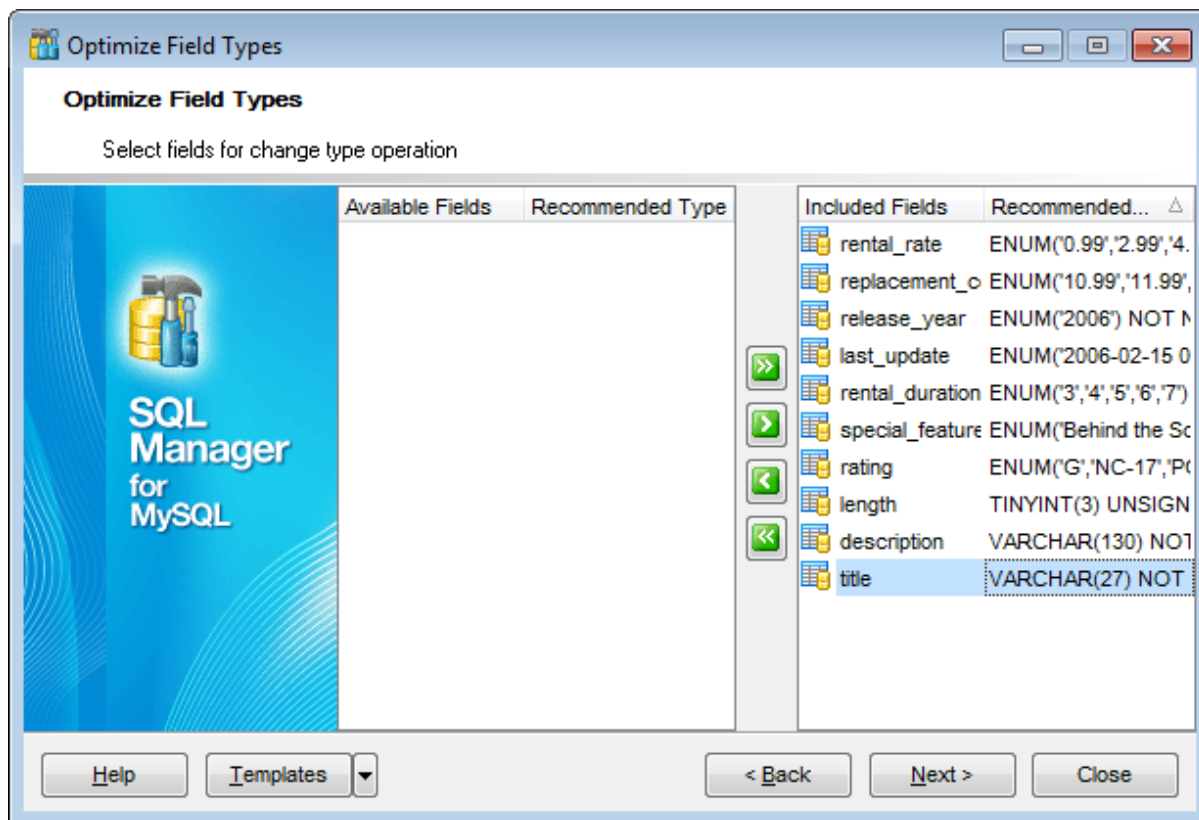 Optimize Field Types
Optimize Field Types
Select fields for change type operation
Available Fields Recommended Type
Included Fields Recommended...
rental_rate ENUM('0.99','2.99','4.
replacement_c ENUM('10.99','11.99',
release_year ENUM('2006') NOT N
last_update ENUM('2006-02-15 0
rental_duration ENUM('3','4','5','6','7')
special_feature ENUM('Behind the Sc
rating ENUM('G','NC-17','PG
length TINYINT(3) UNSIGN
description VARCHAR(130) NOT
title VARCHAR(27) NOT
SQL
Manager
for
MySQL
Help Templates < Back Next > Close